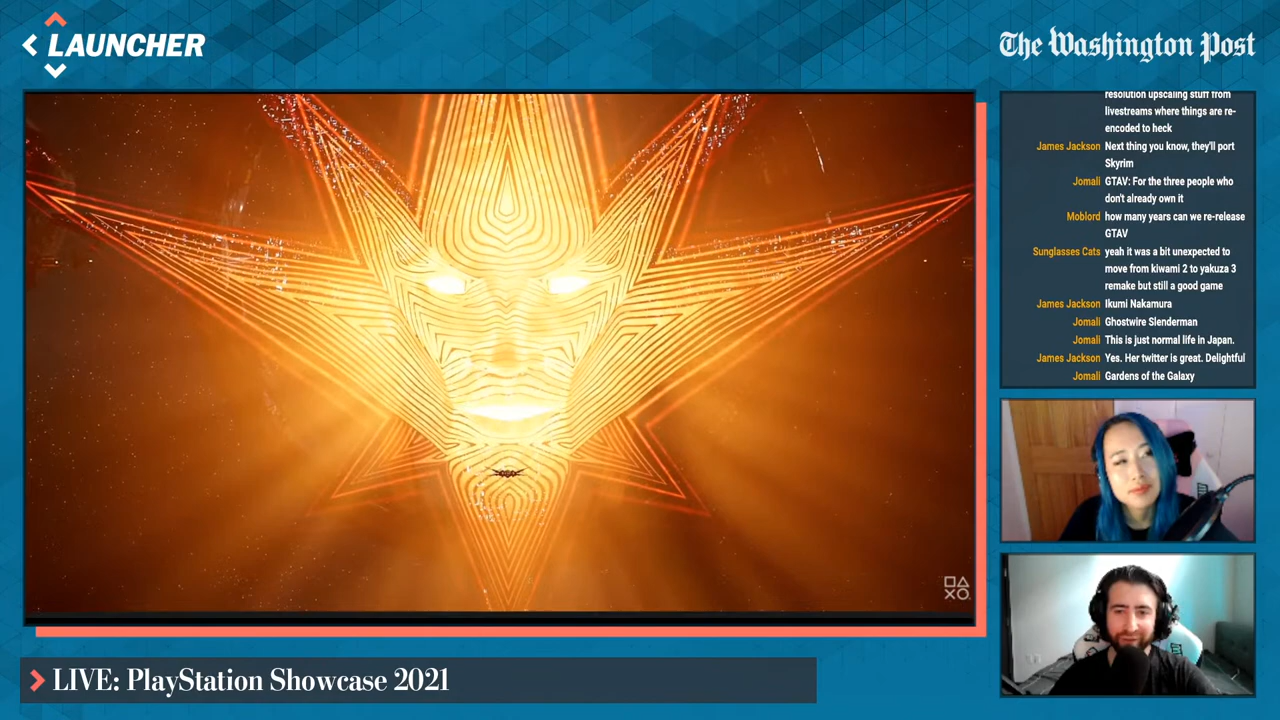 LAUNCHER
The Washington Post
resolution upscaling stuff from
livestreams where things are re-
encoded to heck
James Jackson Next thing you know, they'll port
Skyrim
Jomali GTAV: For the three people who
don't already own it
Moblord how many years can we re-release
GTAV
Sunglasses Cats yeah it was a bit unexpected to
move from kiwami 2 to yakuza 3
remake but still a good game
James Jackson Ikumi Nakamura
Jomali Ghostwire Slenderman
Jomali This is just normal life in Japan.
James Jackson Yes. Her twitter is great. Delightful
Jomali Gardens of the Galaxy
LIVE: PlayStation Showcase 2021